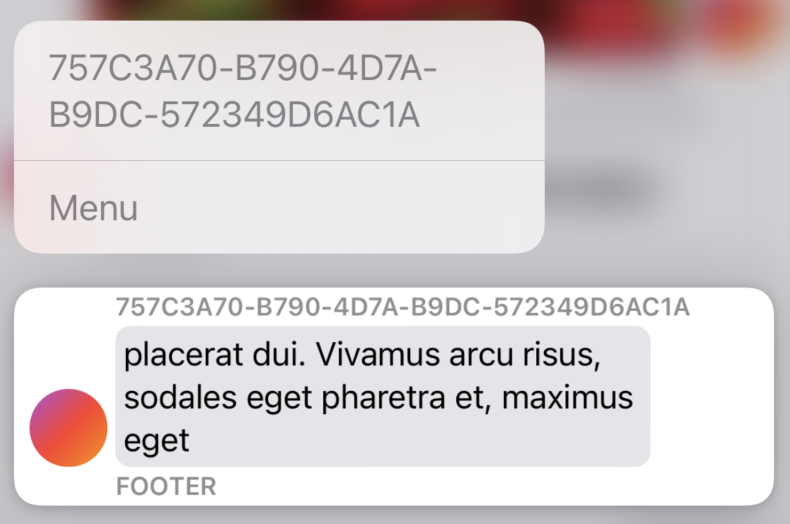 757C3A70-B790-4D7A-
B9DC-572349D6AC1A
Menu
757C3A70-B790-4D7A-B9DC-572349D6AC1A
placerat dui. Vivamus arcu risus,
sodales eget pharetra et, maximus
eget
FOOTER